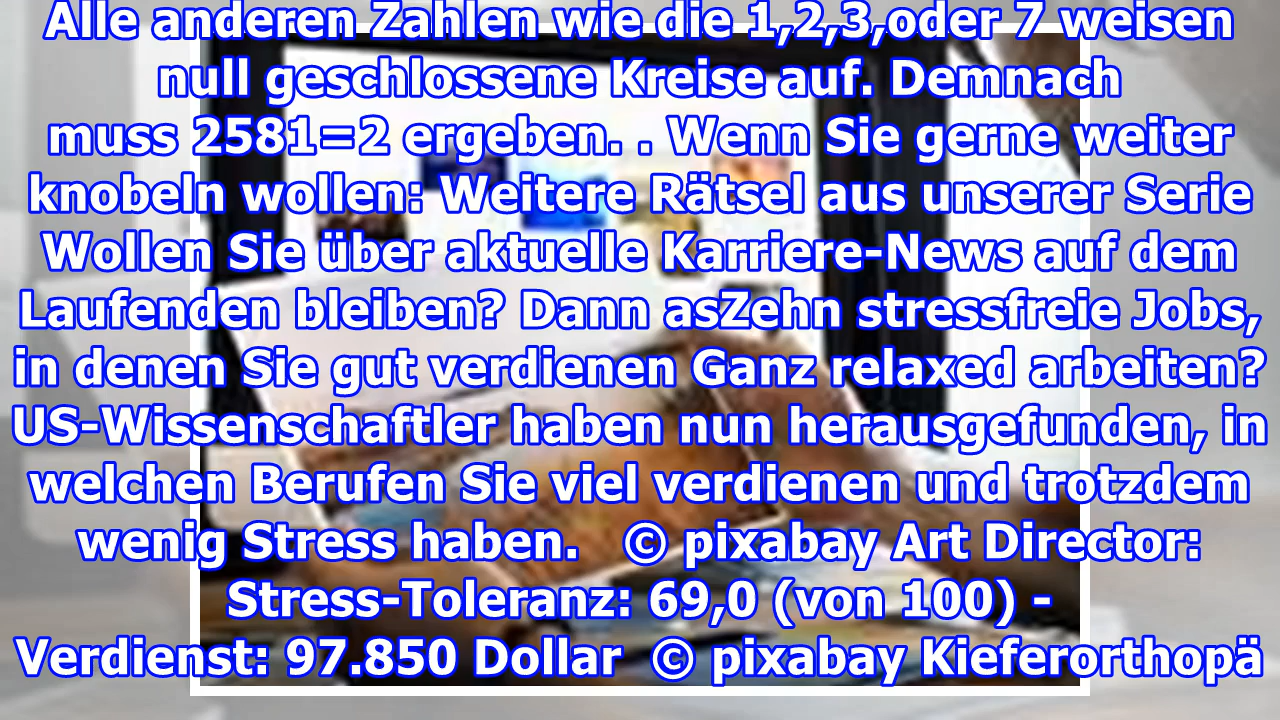 Alle anderen Zahlen wie die 1,2,3,oder 7 weisen
null geschlossene Kreise auf. Demnach
muss 2581=2 ergeben. . Wenn Sie gerne weiter
knobeln wollen: Weitere Rätsel aus unserer Serie
Wollen Sie über aktuelle Karriere-News auf dem
Laufenden bleiben? Dann asZehn stressfreie Jobs,
in denen Sie gut verdienen Ganz relaxed arbeiten?
US-Wissenschaftler haben nun herausgefunden, in
welchen Berufen Sie viel verdienen und trotzdem
wenig Stress haben.   © pixabay Art Director:
Stress-Toleranz: 69,0 (von 100) -
Verdienst: 97.850 Dollar  © pixabay Kieferorthopä